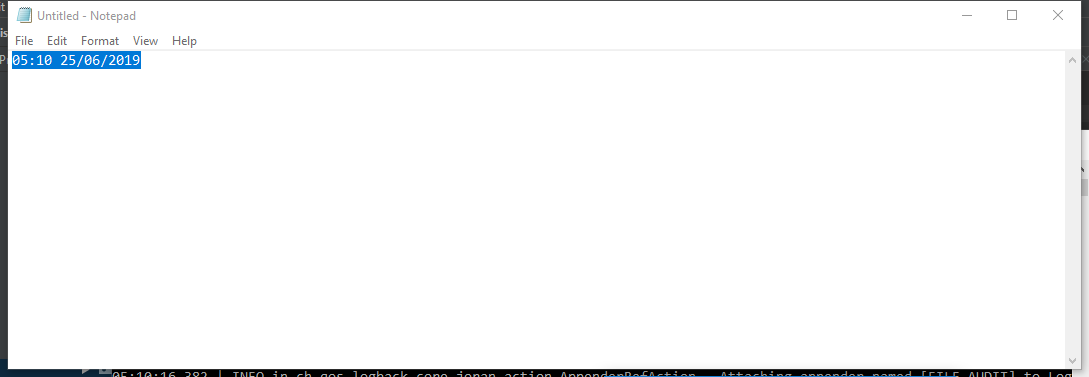 Untitled - Notepad
File Edit Format View Help
05:10 25/06/2019
05:10:16,382 | INFO in ch.qos.logback.core.joran.action.AppenderRefAction - Attaching appender named [FILE_AUDIT] to Log